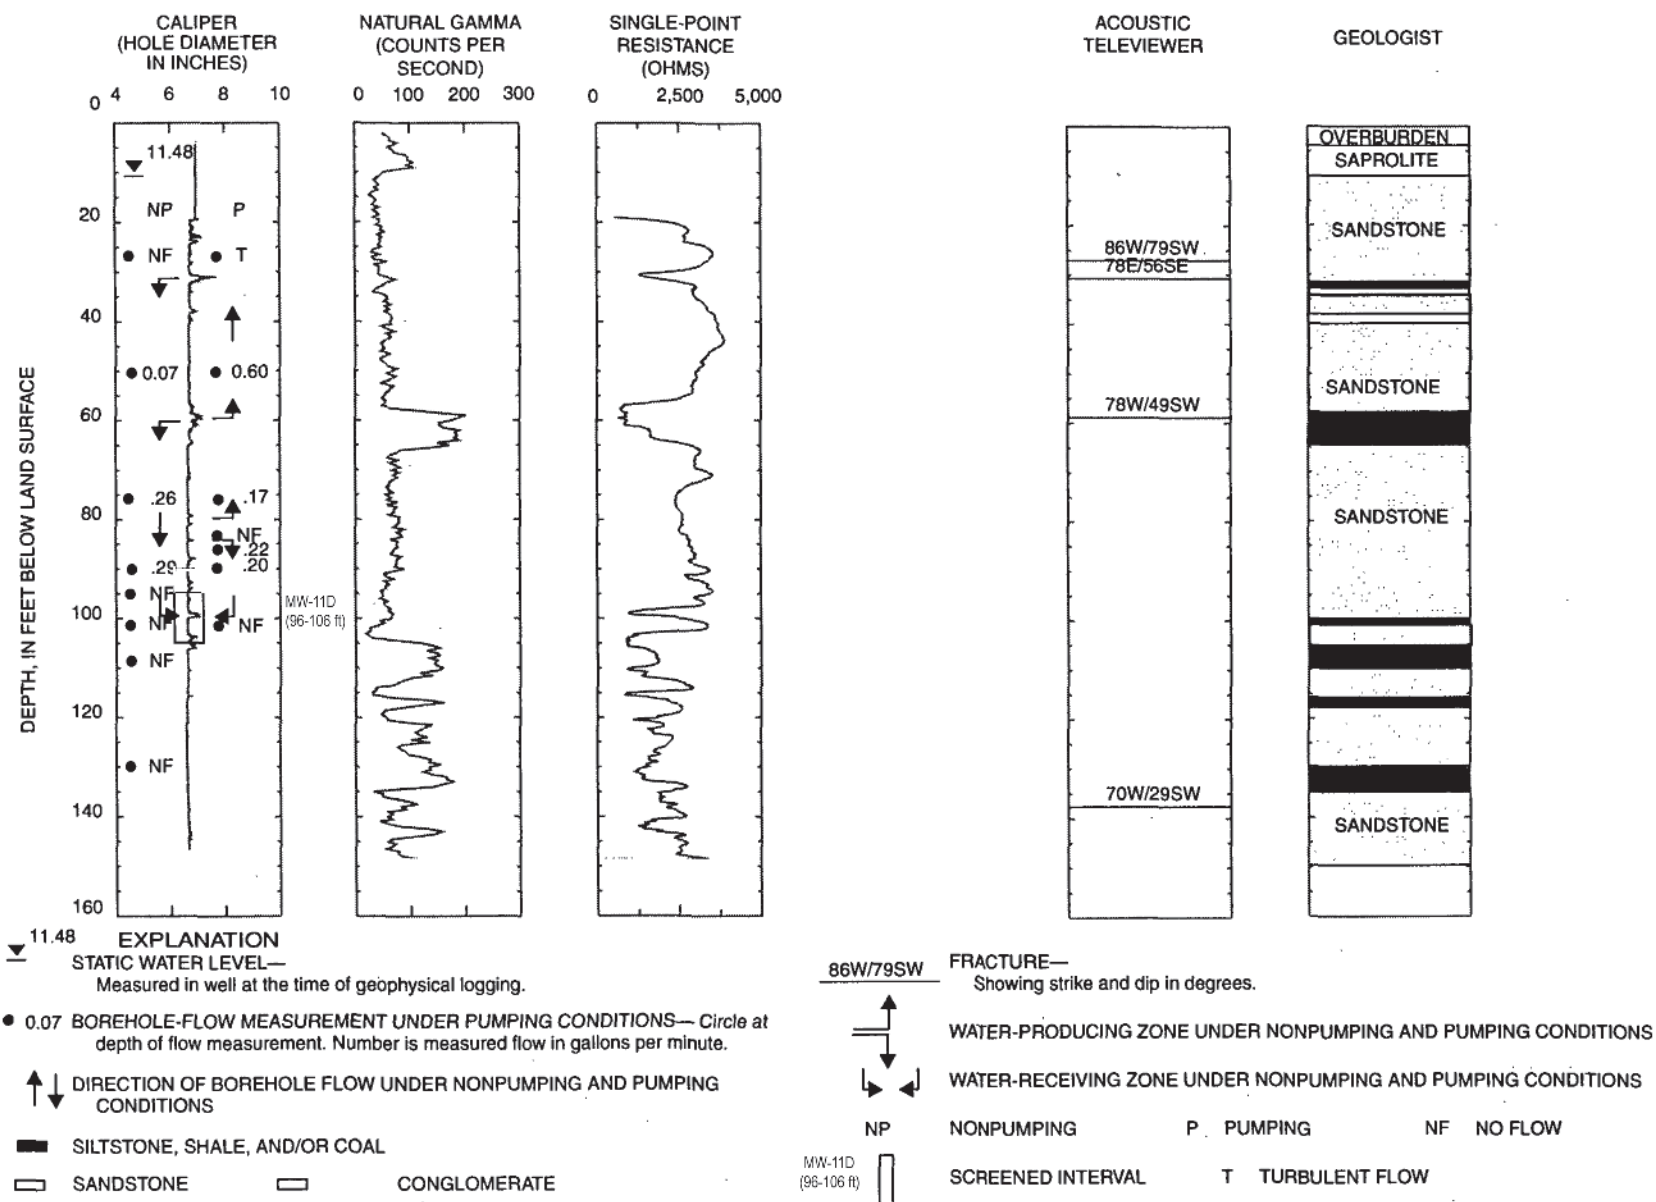 CALIPER
(HOLE DIAMETER
IN INCHES)
NATURAL GAMMA
(COUNTS PER
SECOND)
SINGLE-POINT
RESISTANCE
(OHMS)
ACOUSTIC
TELEVIEWER
GEOLOGIST
4 6 8 10
0 100 200 300
0 2,500 5,000
DEPTH, IN FEET BELOW LAND SURFACE
0
20
40
60
80
100
120
140
160
11.48
NP P
NF T
0.07 0.60
.26 .17
NF
.22
.29 .20
NF
NF NF
NF
NF
MW-11D
(96-106 ft)
86W/79SW
78E/56SE
78W/49SW
70W/29SW
OVERBURDEN
SAPROLITE
SANDSTONE
SANDSTONE
SANDSTONE
SANDSTONE
EXPLANATION
11.48
STATIC WATER LEVEL—
Measured in well at the time of geophysical logging.
0.07 BOREHOLE-FLOW MEASUREMENT UNDER PUMPING CONDITIONS— Circle at
depth of flow measurement. Number is measured flow in gallons per minute.
DIRECTION OF BOREHOLE FLOW UNDER NONPUMPING AND PUMPING
CONDITIONS
SILTSTONE, SHALE, AND/OR COAL
SANDSTONE CONGLOMERATE
86W/79SW FRACTURE—
Showing strike and dip in degrees.
WATER-PRODUCING ZONE UNDER NONPUMPING AND PUMPING CONDITIONS
WATER-RECEIVING ZONE UNDER NONPUMPING AND PUMPING CONDITIONS
NP NONPUMPING P PUMPING NF NO FLOW
MW-11D
(96-106 ft)
SCREENED INTERVAL T TURBULENT FLOW